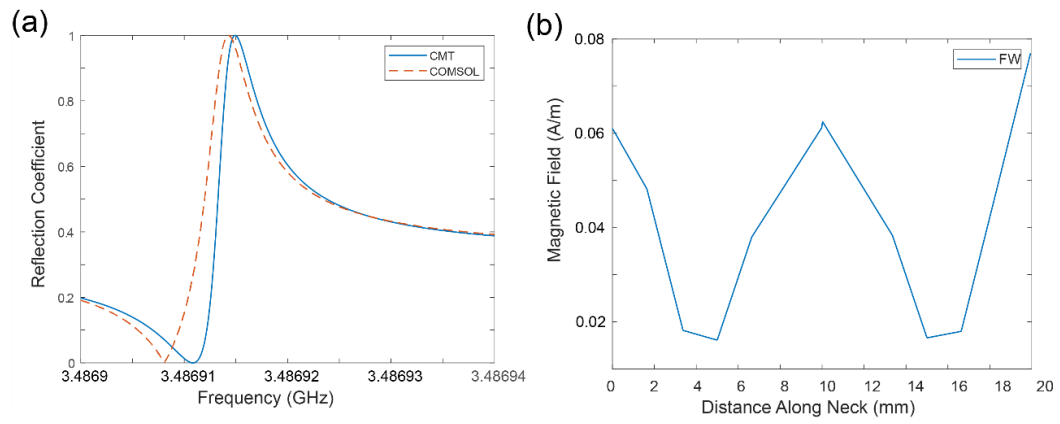 (a)
1
0.8
0.6
0.4
0.2
0
Reflection Coefficient
CMT
COMSOL
3.4869 3.48691 3.48692 3.48693 3.48694
Frequency (GHz)
(b)
0.08
0.06
0.04
0.02
Magnetic Field (A/m)
FW
0 2 4 6 8 10 12 14 16 18 20
Distance Along Neck (mm)